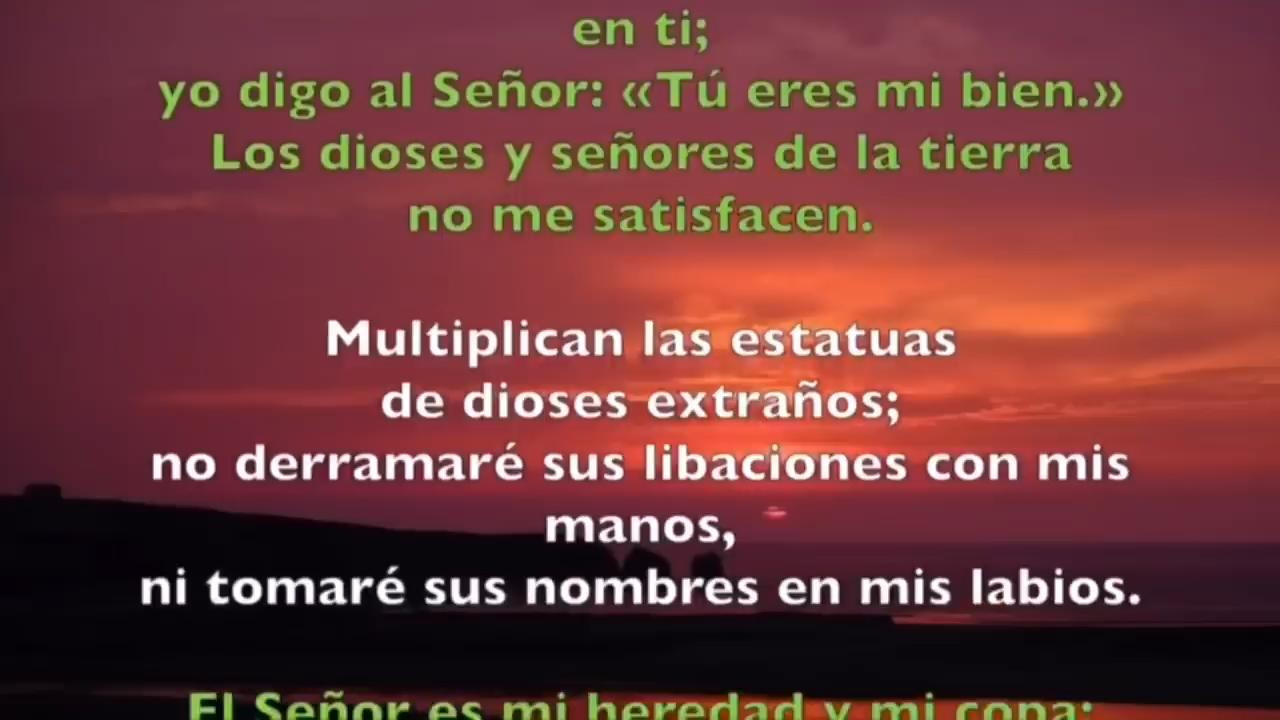 en ti;
yo digo al Señor: «Tú eres mi bien.»
Los dioses y señores de la tierra
no me satisfacen.
Multiplican las estatuas
de dioses extraños;
no derramaré sus libaciones con mis
manos,
ni tomaré sus nombres en mis labios.
El Señor es mi heredad y mi copa;